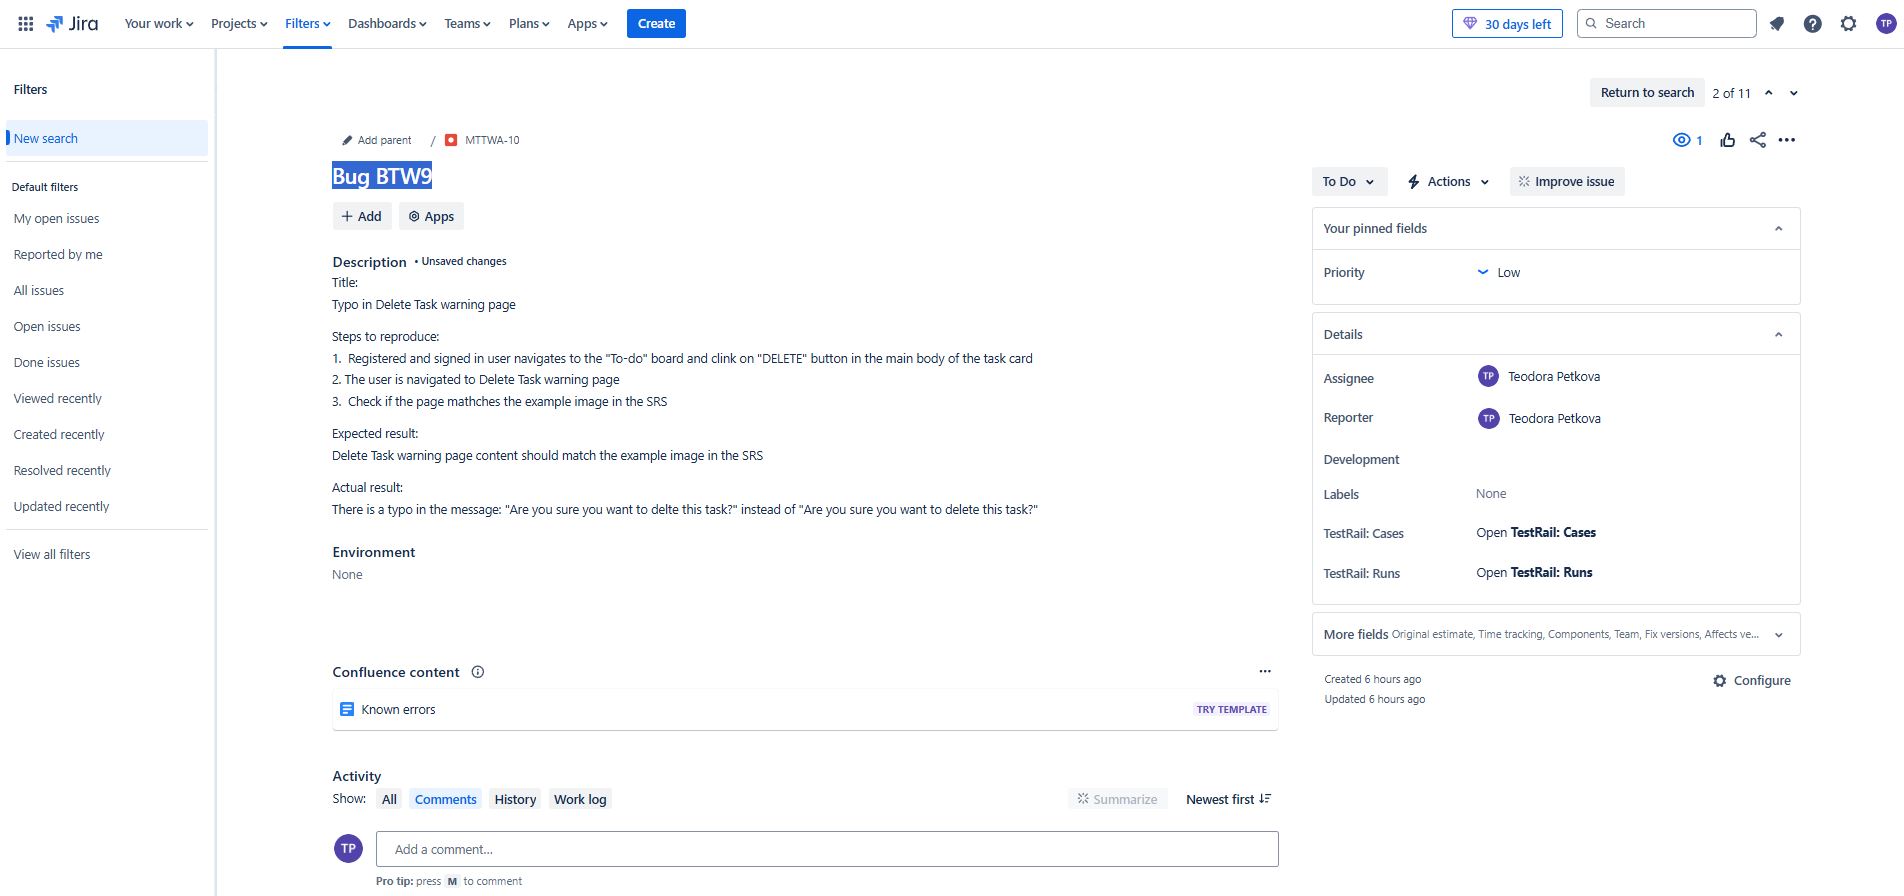 Jira Your work Projects Filters Dashboards Teams Plans Apps Create 30 days left Search TP
Filters
New search
Default filters
My open issues
Reported by me
All issues
Open issues
Done issues
Viewed recently
Created recently
Resolved recently
Updated recently
View all filters
Return to search 2 of 11
Add parent / MTTWA-10
1
Bug BTW9
Add Apps
Description • Unsaved changes
Title:
Typo in Delete Task warning page
Steps to reproduce:
1. Registered and signed in user navigates to the "To-do" board and clink on "DELETE" button in the main body of the task card
2. The user is navigated to Delete Task warning page
3. Check if the page mathches the example image in the SRS
Expected result:
Delete Task warning page content should match the example image in the SRS
Actual result:
There is a typo in the message: "Are you sure you want to delte this task?" instead of "Are you sure you want to delete this task?"
Environment
None
Confluence content
Known errors TRY TEMPLATE
Activity
Show: All Comments History Work log Summarize Newest first
TP Add a comment...
Pro tip: press M to comment
To Do Actions Improve issue
Your pinned fields
Priority Low
Details
Assignee TP Teodora Petkova
Reporter TP Teodora Petkova
Development
Labels None
TestRail: Cases Open TestRail: Cases
TestRail: Runs Open TestRail: Runs
More fields Original estimate, Time tracking, Components, Team, Fix versions, Affects ve...
Created 6 hours ago Configure
Updated 6 hours ago